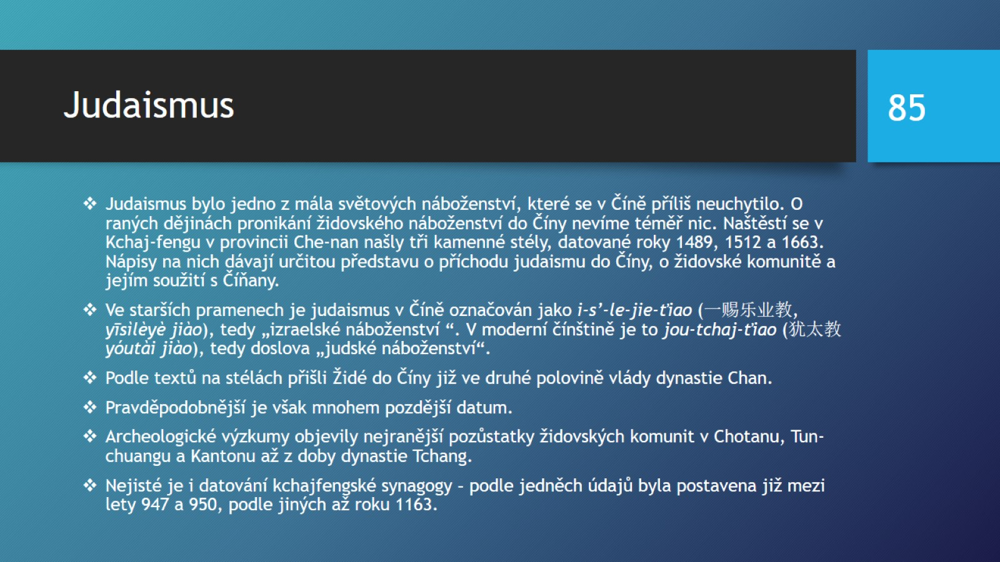 Judaismus
85
❖ Judaismus bylo jedno z mála světových náboženství, které se v Číně příliš neuchytilo. O
raných dějinách pronikání židovského náboženství do Číny nevíme téměř nic. Naštěstí se v
Kchaj-fengu v provincii Che-nan našly tři kamenné stély, datované roky 1489, 1512 a 1663.
Nápisy na nich dávají určitou představu o příchodu judaismu do Číny, o židovské komunitě a
jejím soužití s Číňany.
❖ Ve starších pramenech je judaismus v Číně označován jako i-s’-le-jie-ťiao (一赐乐业教,
yīsìlèyè jiào), tedy „izraelské náboženství “. V moderní čínštině je to jou-tchaj-ťiao (犹太教
yóutài jiào), tedy doslova „judské náboženství“.
❖ Podle textů na stélách přišli Židé do Číny již ve druhé polovině vlády dynastie Chan.
❖ Pravděpodobnější je však mnohem pozdější datum.
❖ Archeologické výzkumy objevily nejranější pozůstatky židovských komunit v Chotanu, Tun-
chuangu a Kantonu až z doby dynastie Tchang.
❖ Nejisté je i datování kchajfengské synagogy – podle jedněch údajů byla postavena již mezi
lety 947 a 950, podle jiných až roku 1163.